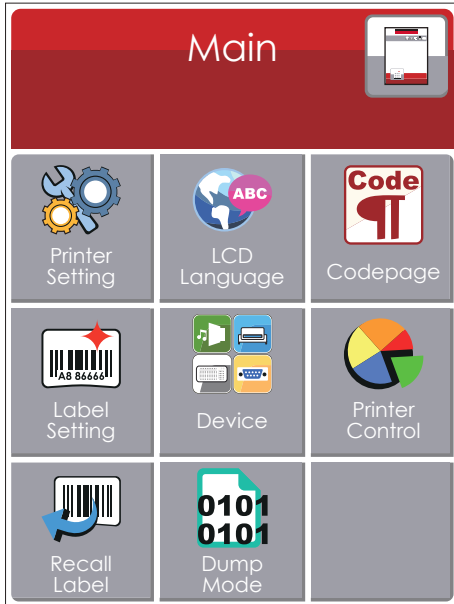 Main
ABC
Code
Printer
Setting
LCD
Language
Codepage
A8 86666
Label
Setting
Device
Printer
Control
0101
0101
Recall
Label
Dump
Mode